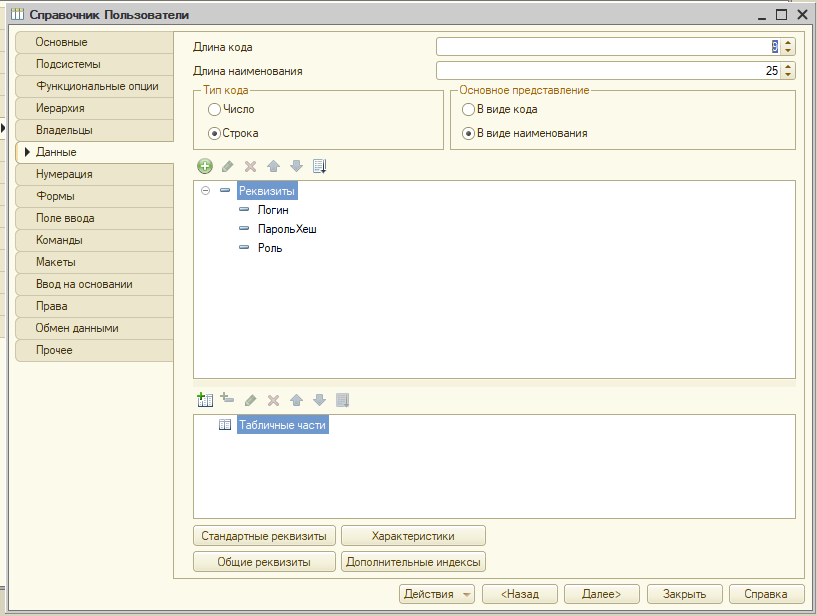 Справочник Пользователи
Основные
Подсистемы
Функциональные опции
Иерархия
Владельцы
Данные
Нумерация
Формы
Поле ввода
Команды
Макеты
Ввод на основании
Права
Обмен данными
Прочее
Длина кода 9
Длина наименования 25
Тип кода
Число
Строка
Основное представление
В виде кода
В виде наименования
Реквизиты
Логин
ПарольХеш
Роль
Табличные части
Стандартные реквизиты Характеристики
Общие реквизиты Дополнительные индексы
Действия <Назад Далее> Закрыть Справка